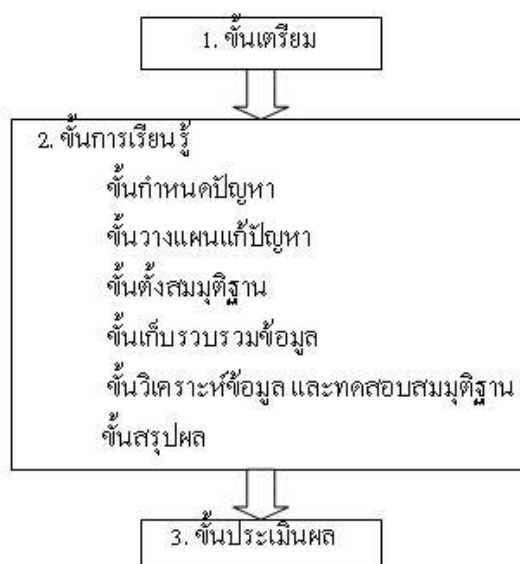 1. ขั้นเตรียม
2. ขั้นการเรียนรู้
ขั้นกำหนดปัญหา
ขั้นวางแผนแก้ปัญหา
ขั้นตั้งสมมุติฐาน
ขั้นเก็บรวบรวมข้อมูล
ขั้นวิเคราะห์ข้อมูล และทดสอบสมมุติฐาน
ขั้นสรุปผล
3. ขั้นประเมินผล